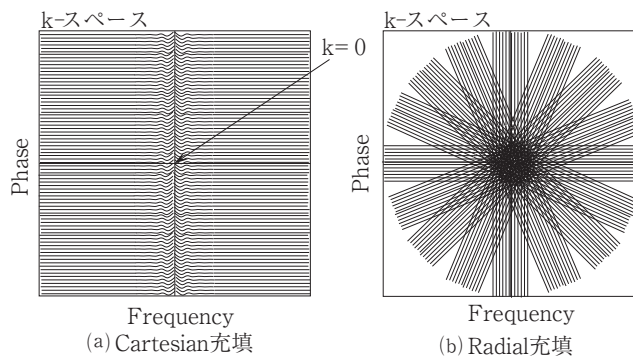 k-スペース
k= 0
Phase
Frequency
(a) Cartesian充填
k-スペース
Phase
Frequency
(b) Radial充填